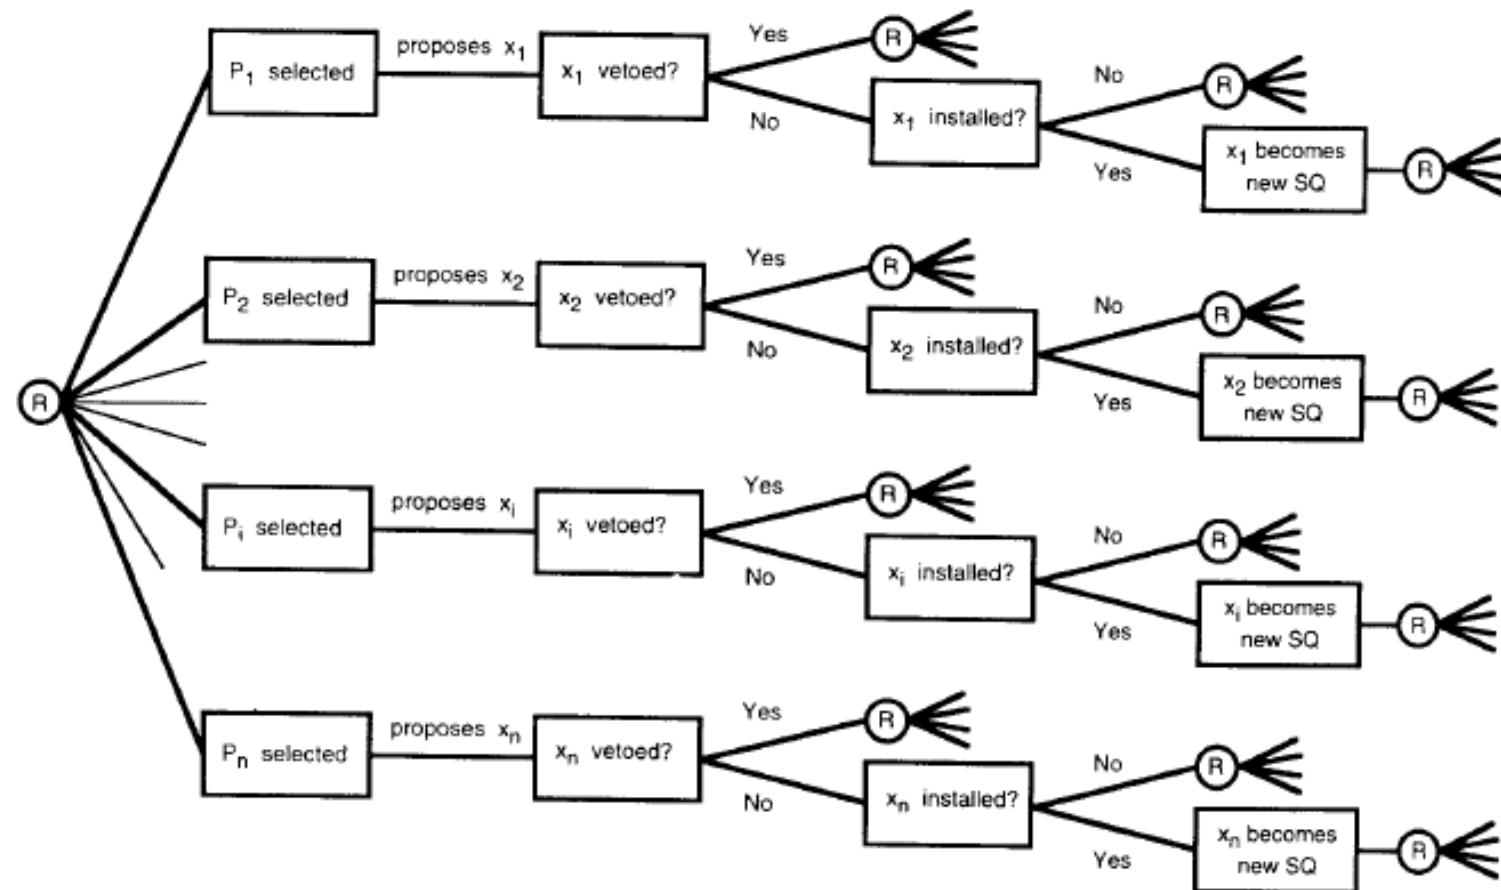 R
P1 selected
proposes x1
x1 vetoed?
Yes
No
R
x1 installed?
No
Yes
R
x1 becomes
new SQ
R
P2 selected
proposes x2
x2 vetoed?
Yes
No
R
x2 installed?
No
Yes
R
x2 becomes
new SQ
R
Pi selected
proposes xi
xi vetoed?
Yes
No
R
xi installed?
No
Yes
R
xi becomes
new SQ
R
Pn selected
proposes xn
xn vetoed?
Yes
No
R
xn installed?
No
Yes
R
xn becomes
new SQ
R